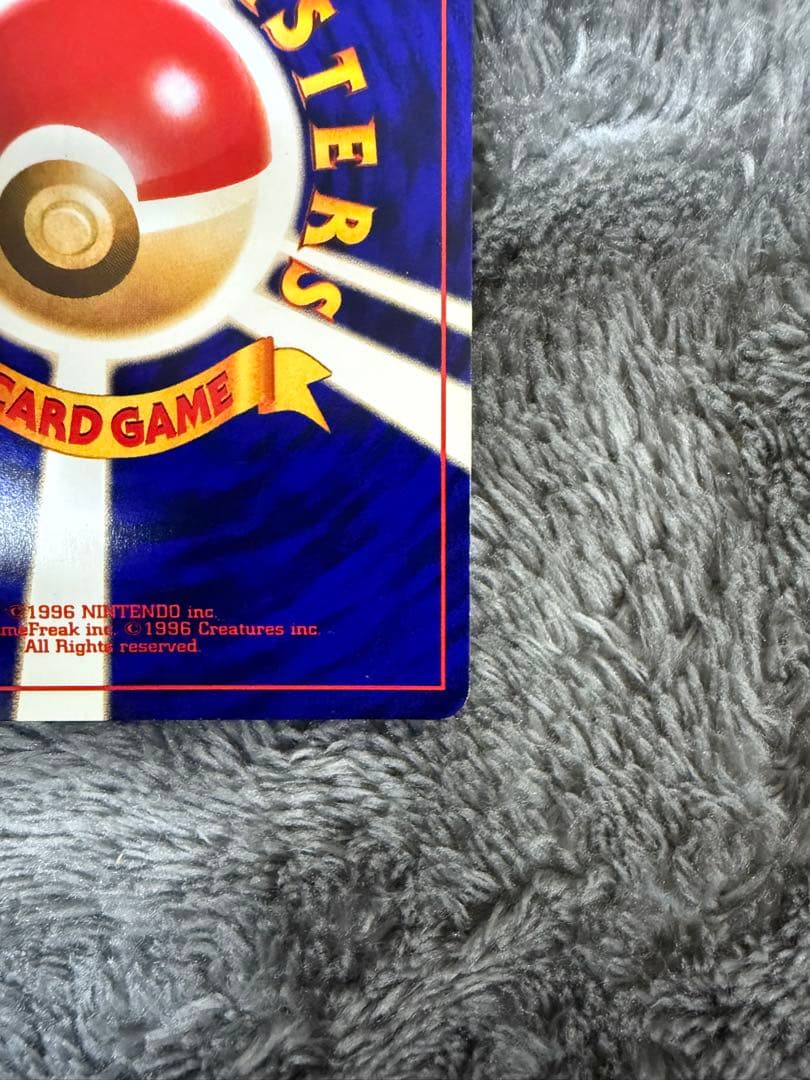 STERS
CARD GAME
©1996 NINTENDO inc.
meFreak inc. ©1996 Creatures inc.
All Rights reserved.